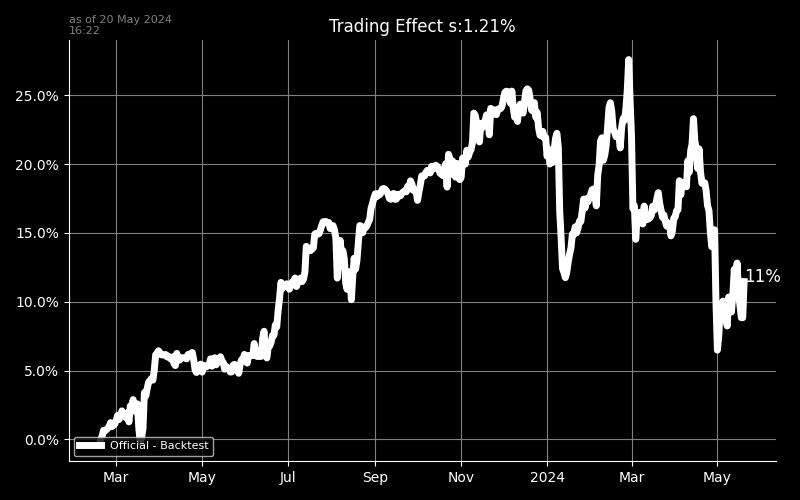 as of 20 May 2024
16:22
Trading Effect s:1.21%
25.0%
20.0%
15.0%
10.0%
5.0%
0.0%
11%
Official - Backtest
Mar
May
Jul
Sep
Nov
2024
Mar
May